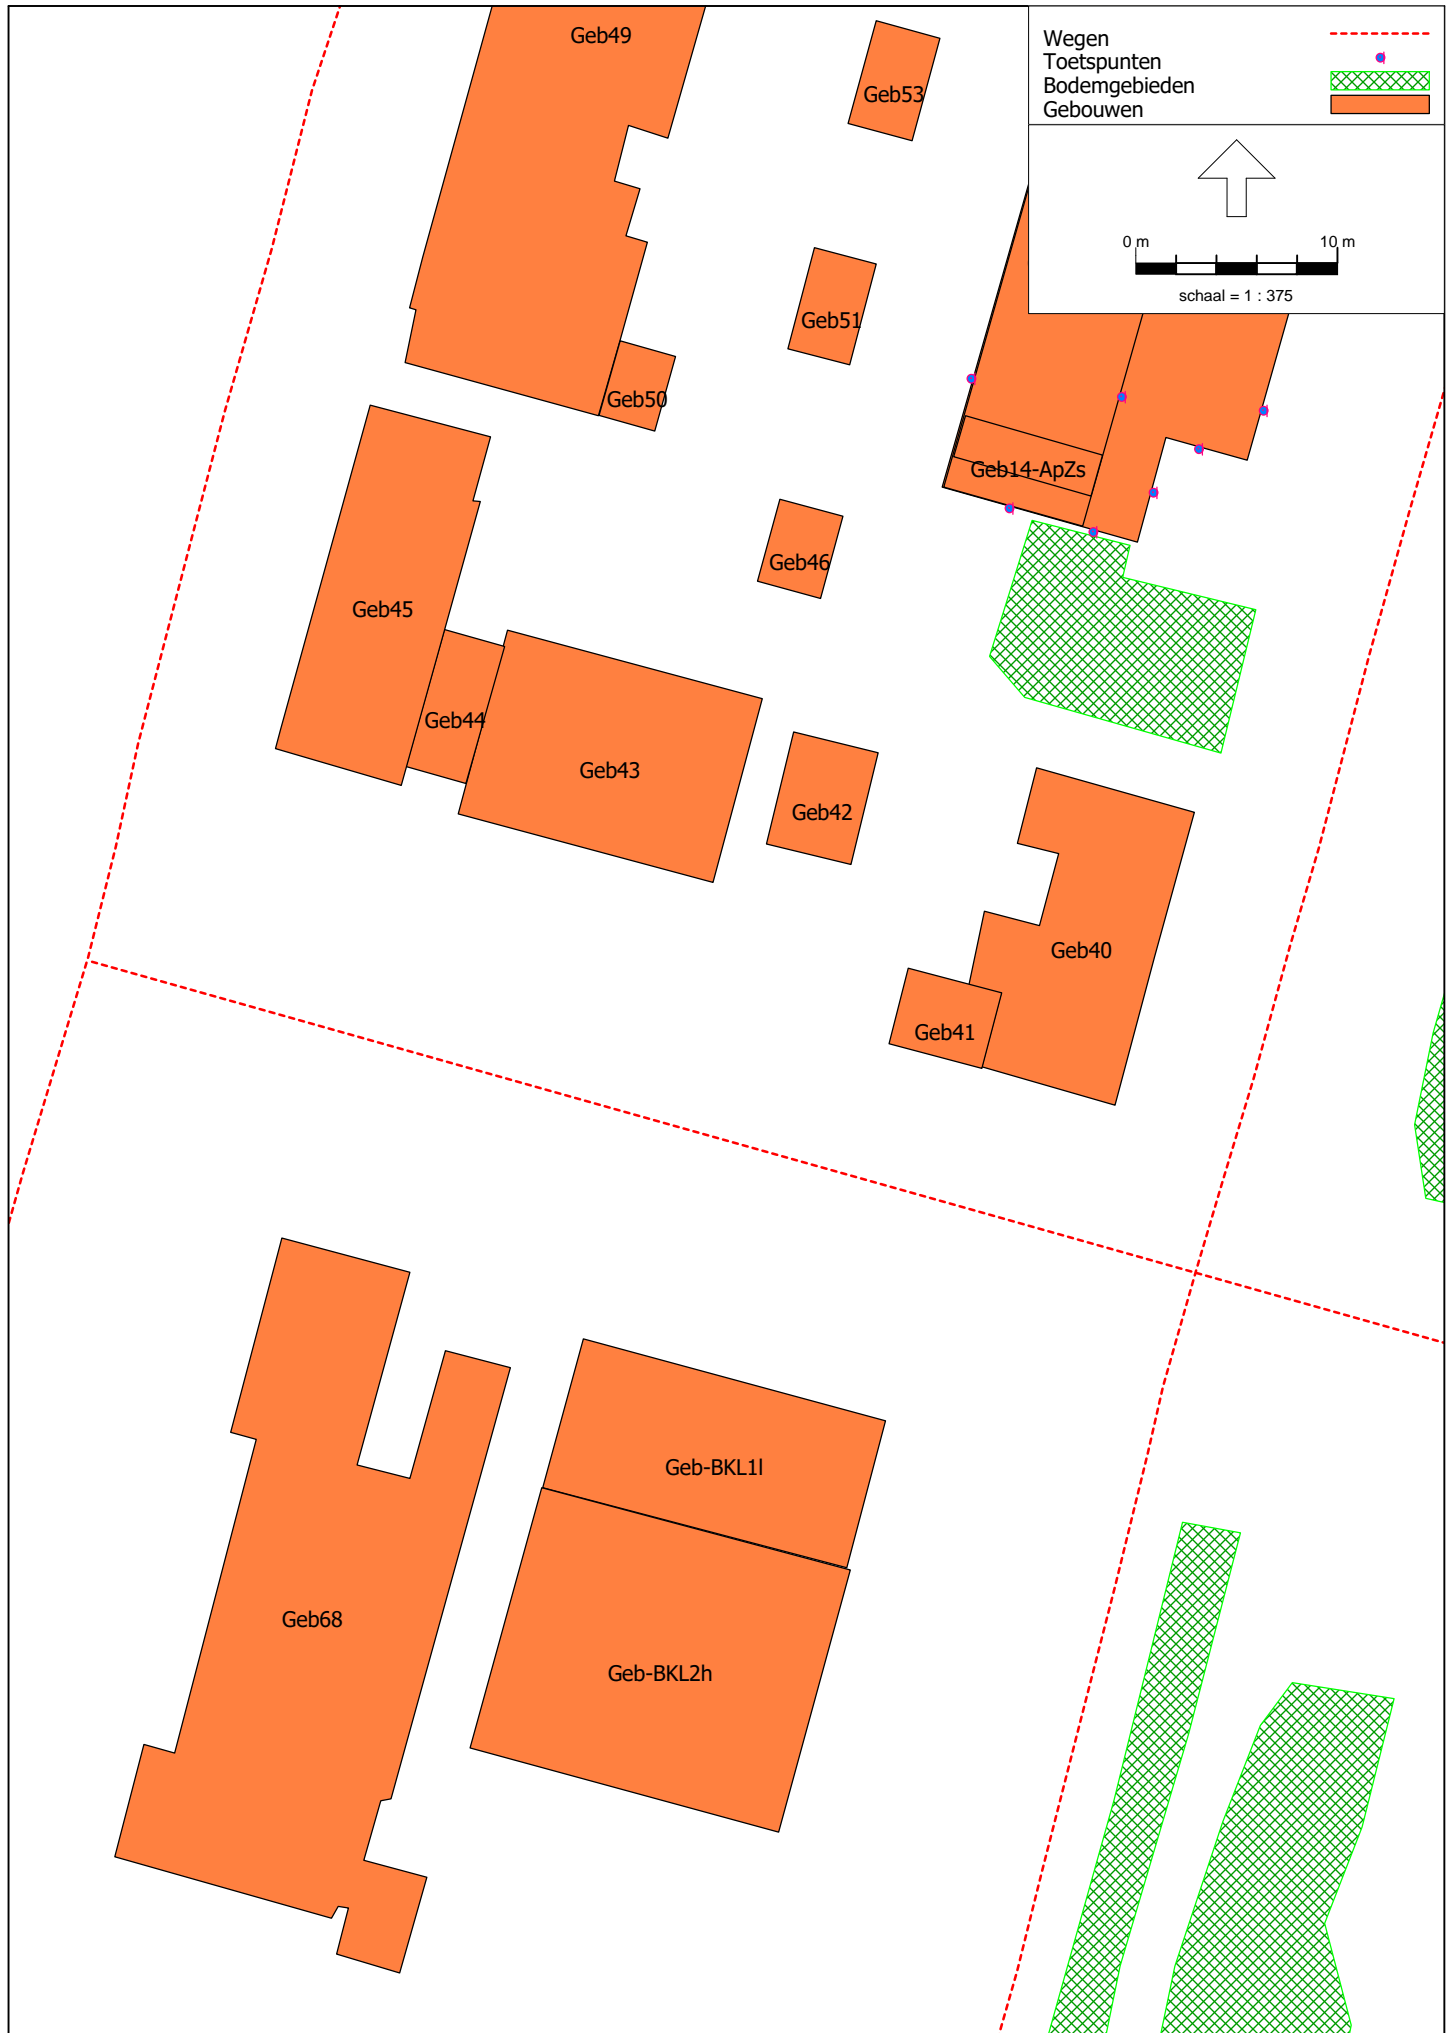 Geb49
Wegen
Toetspunten
Bodemgebieden
Gebouwen
Geb53
0 m 10 m
schaal = 1 : 375
Geb51
Geb50
Geb14-ApZs
Geb46
Geb45
Geb44
Geb43
Geb42
Geb40
Geb41
Geb-BKL1l
Geb68
Geb-BKL2h